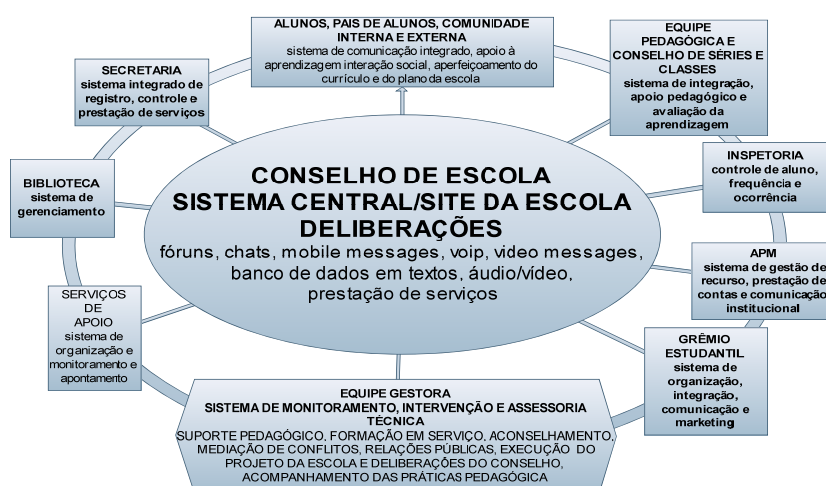 ALUNOS, PAIS DE ALUNOS, COMUNIDADE
INTERNA E EXTERNA
sistema de comunicação integrado, apoio à
aprendizagem interação social, aperfeiçoamento do
currículo e do plano da escola
EQUIPE
PEDAGÓGICA E
CONSELHO DE SÉRIES E
CLASSES
sistema de integração,
apoio pedagógico e
avaliação da
aprendizagem
SECRETARIA
sistema integrado de
registro, controle e
prestação de serviços
INSPETORIA
controle de aluno,
frequência e
ocorrência
BIBLIOTECA
sistema de
gerenciamento
CONSELHO DE ESCOLA
SISTEMA CENTRAL/SITE DA ESCOLA
DELIBERAÇÕES
fóruns, chats, mobile messages, voip, video messages,
banco de dados em textos, áudio/vídeo,
prestação de serviços
APM
sistema de gestão de
recurso, prestação de
contas e comunicação
institucional
SERVIÇOS
DE
APOIO
sistema de
organização e
monitoramento e
apontamento
GRÊMIO
ESTUDANTIL
sistema de
organização,
integração,
comunicação e
marketing
EQUIPE GESTORA
SISTEMA DE MONITORAMENTO, INTERVENÇÃO E ASSESSORIA
TÉCNICA
SUPORTE PEDAGÓGICO, FORMAÇÃO EM SERVIÇO, ACONSELHAMENTO,
MEDIAÇÃO DE CONFLITOS, RELAÇÕES PÚBLICAS, EXECUÇÃO DO
PROJETO DA ESCOLA E DELIBERAÇÕES DO CONSELHO,
ACOMPANHAMENTO DAS PRÁTICAS PEDAGÓGICA